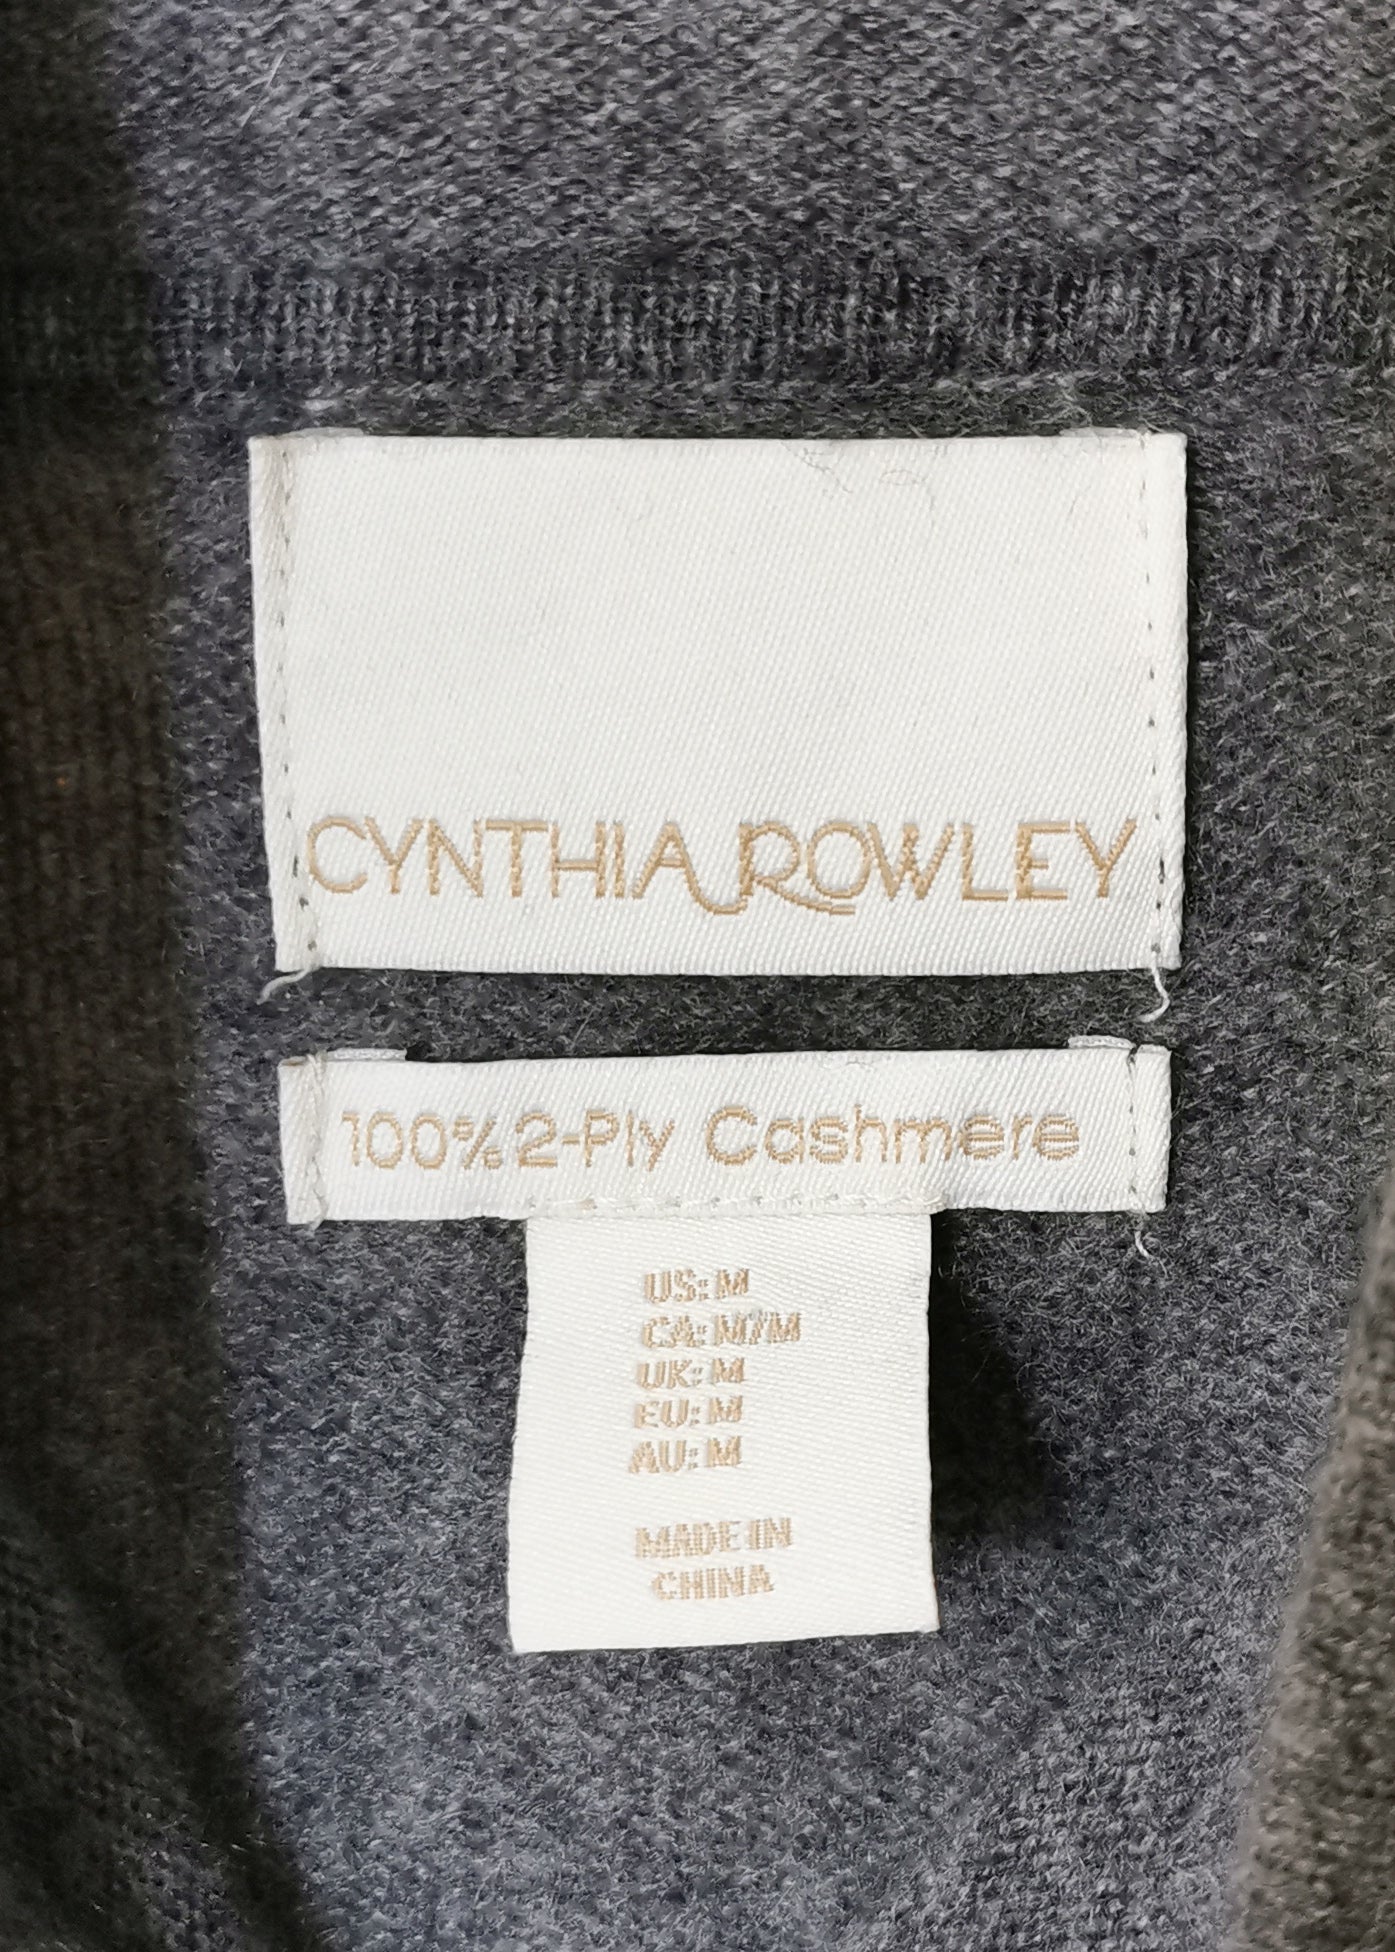 CYNTHIA ROWLEY
100% 2-Ply Cashmere
US: M
CA: M/M
UK: M
EU: M
AU: M
MADE IN
CHINA